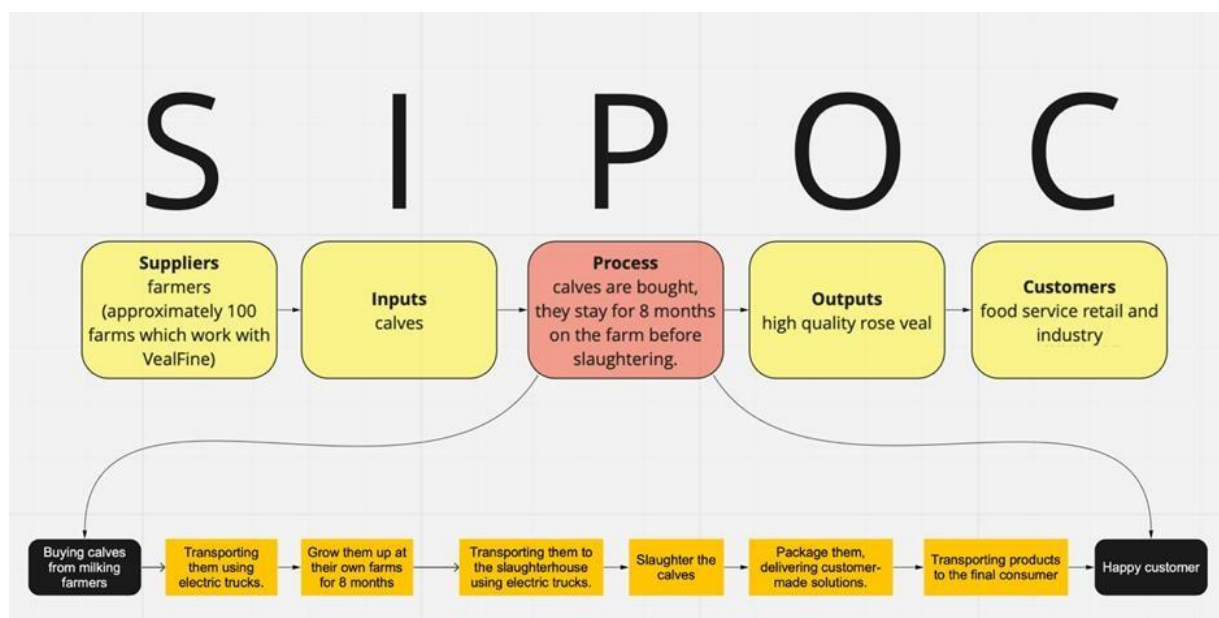 S I P O C
Suppliers
farmers
(approximately 100
farms which work with
VealFine)
Inputs
calves
Process
calves are bought,
they stay for 8 months
on the farm before
slaughtering.
Outputs
high quality rose veal
Customers
food service retail and
industry
Buying calves
from milking
farmers
Transporting
them using
electric trucks.
Grow them up at
their own farms
for 8 months
Transporting them to
the slaughterhouse
using electric trucks.
Slaughter the
calves
Package them,
delivering customer-
made solutions.
Transporting products
to the final consumer
Happy customer